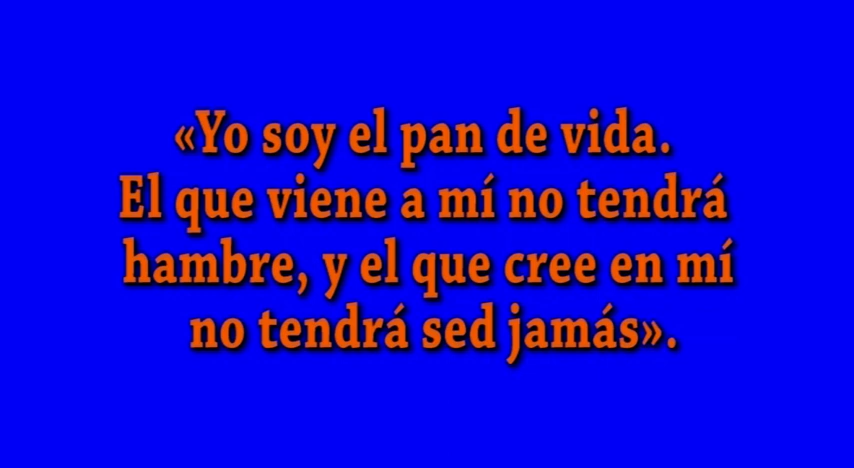 «Yo soy el pan de vida.
El que viene a mí no tendrá
hambre, y el que cree en mí
no tendrá sed jamás».